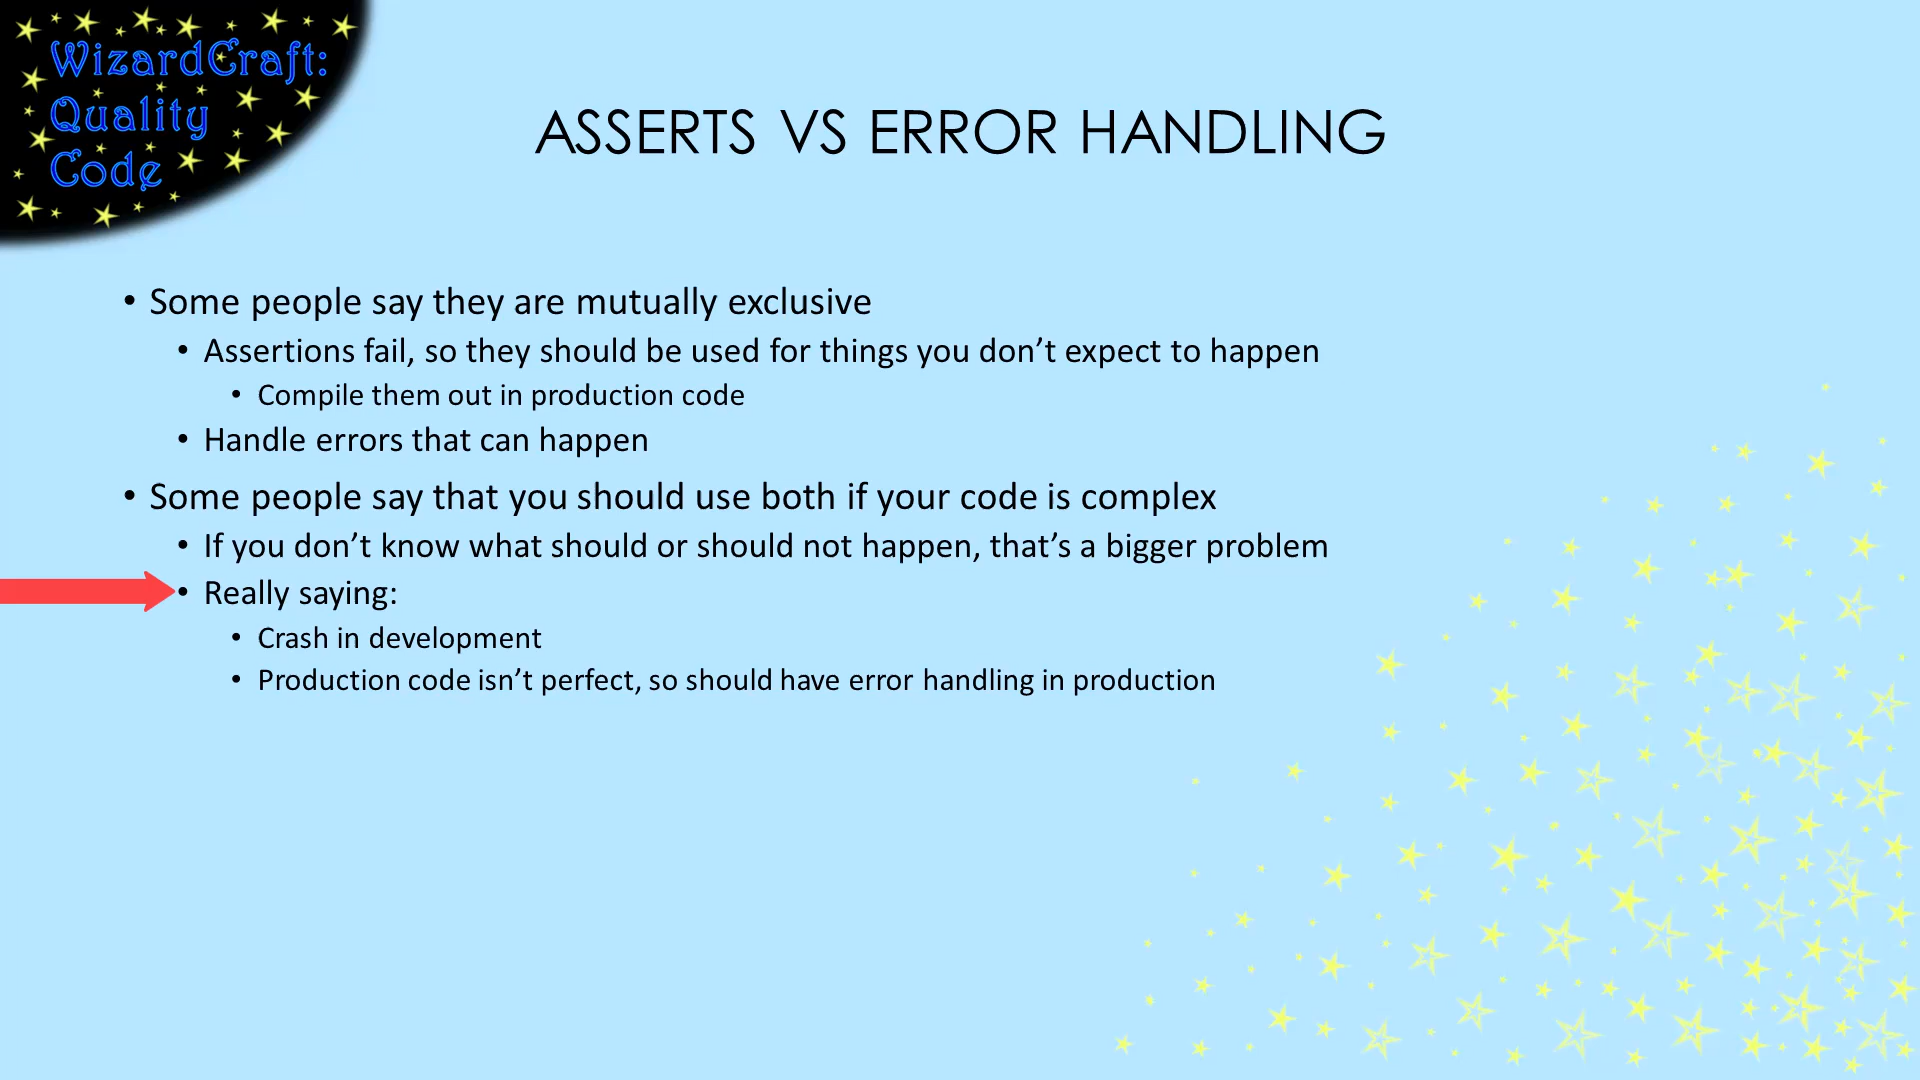 WizardCraft:
Quality
Code
ASSERTS VS ERROR HANDLING
• Some people say they are mutually exclusive
• Assertions fail, so they should be used for things you don’t expect to happen
• Compile them out in production code
• Handle errors that can happen
• Some people say that you should use both if your code is complex
• If you don’t know what should or should not happen, that’s a bigger problem
• Really saying:
• Crash in development
• Production code isn’t perfect, so should have error handling in production